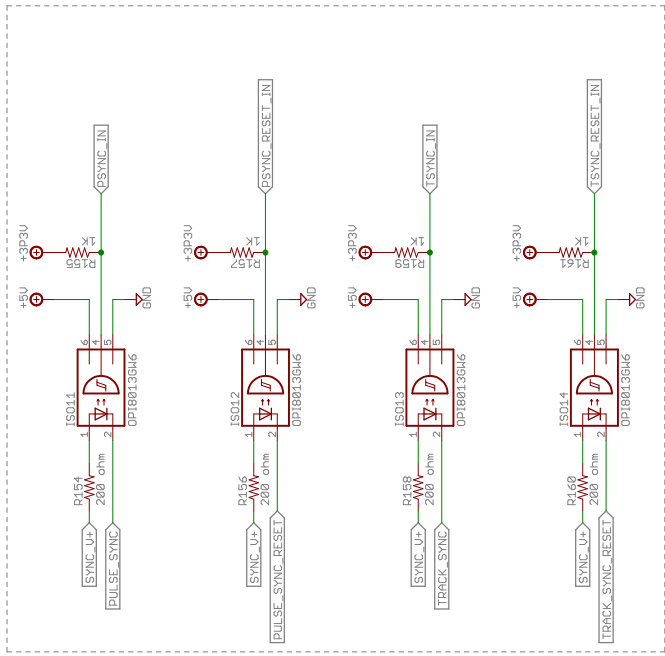 PSYNC_IN
+3P3V
1K
R155
+5V
GND
6
4
5
ISO11
OPI8013GW6
1
2
R154
200 ohm
SYNC_V+
PULSE_SYNC
PSYNC_RESET_IN
+3P3V
1K
R157
+5V
GND
6
4
5
ISO12
OPI8013GW6
1
2
R156
200 ohm
SYNC_V+
PULSE_SYNC_RESET
TSYNC_IN
+3P3V
1K
R159
+5V
GND
6
4
5
ISO13
OPI8013GW6
1
2
R158
200 ohm
SYNC_V+
TRACK_SYNC
TSYNC_RESET_IN
+3P3V
1K
R161
+5V
GND
6
4
5
ISO14
OPI8013GW6
1
2
R160
200 ohm
SYNC_V+
TRACK_SYNC_RESET